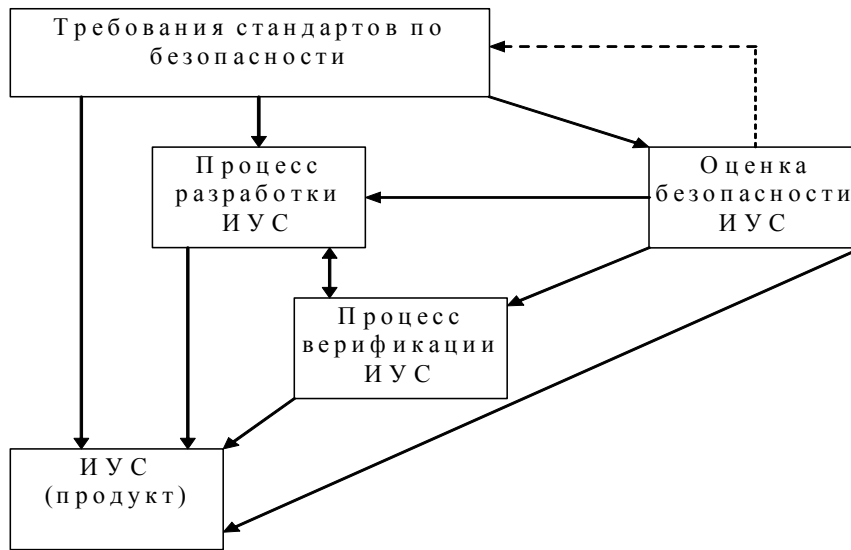 Требования стандартов по
безопасности
Процесс
разработки
ИУС
Оценка
безопасности
ИУС
Процесс
верификации
ИУС
ИУС
(продукт)